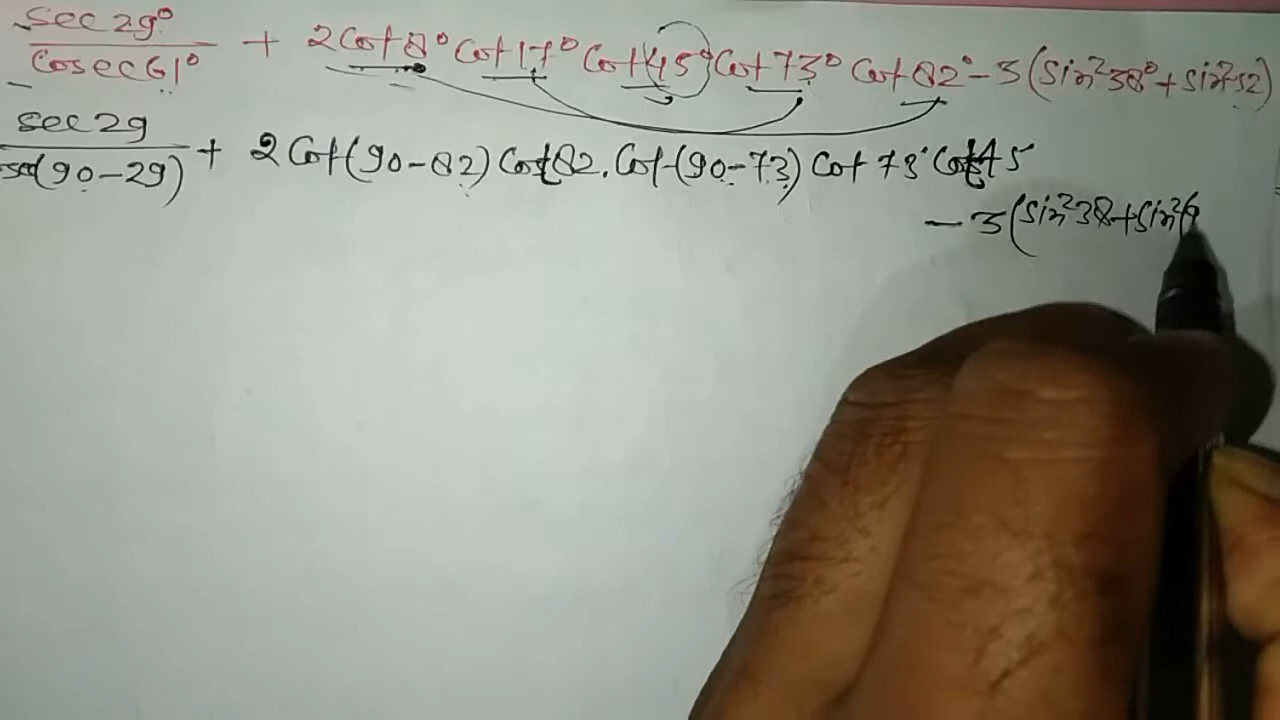 sec 29°
cosec 61° + 2 Cot 8° Cot 17° Cot 45° Cot 73° Cot 82° - 3 (Sin² 38° + Sin² 52)
sec 29
(90-29) + 2 Cot (90-82) Cot 82. Cot (90-73) Cot 73° Cot 45
- 3 (Sin² 38 + Sin² (9